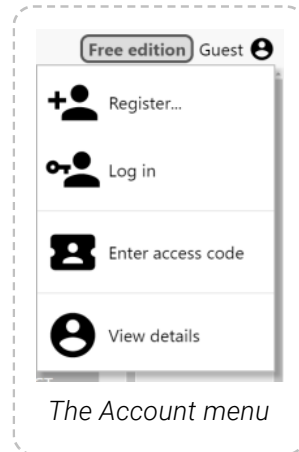 Free edition Guest
Register...
Log in
Enter access code
View details
The Account menu